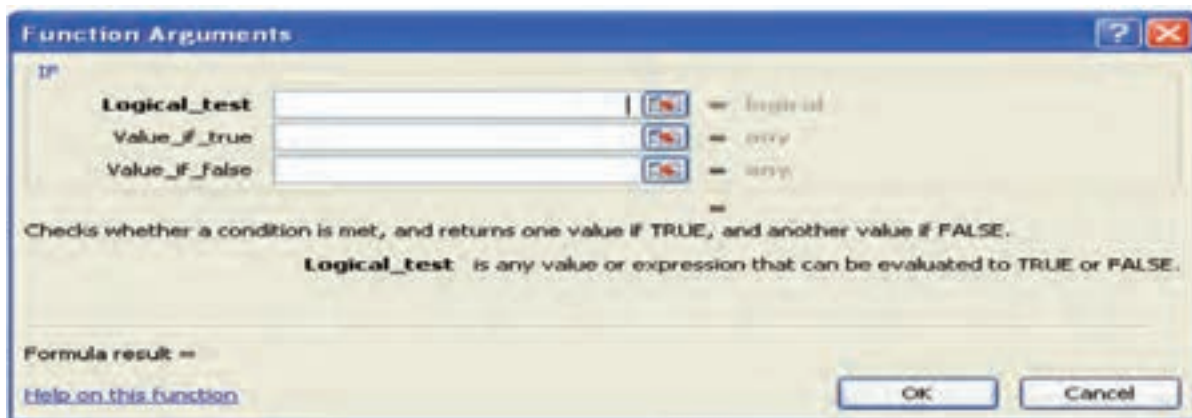 Function Arguments
IF
Logical_test = logical
Value_if_true = any
Value_if_false = any
=
Checks whether a condition is met, and returns one value if TRUE, and another value if FALSE.
Logical_test is any value or expression that can be evaluated to TRUE or FALSE.
Formula result =
Help on this function
OK Cancel